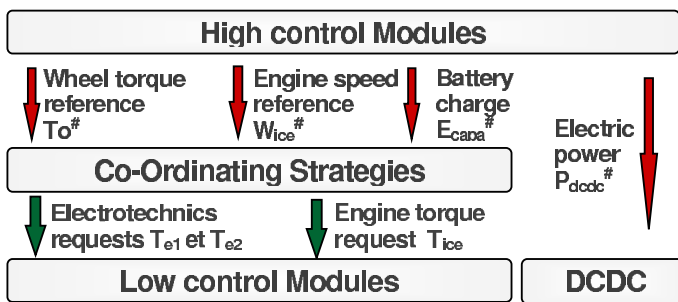 High control Modules
Wheel torque
reference
To#
Engine speed
reference
Wice#
Battery
charge
Ecapa#
Electric
power
Pdcdc#
Co-Ordinating Strategies
Electrotechnics
requests Te1 et Te2
Engine torque
request Tice
Low control Modules
DCDC